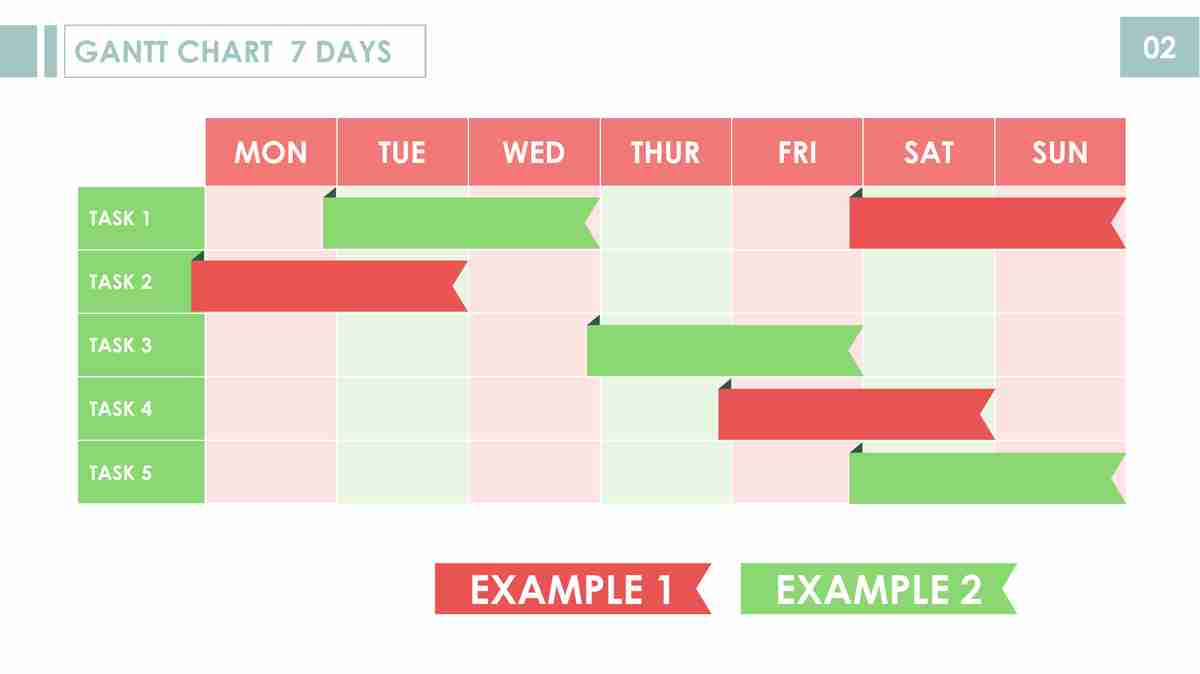 GANTT CHART 7 DAYS
02
MON TUE WED THUR FRI SAT SUN
TASK 1
TASK 2
TASK 3
TASK 4
TASK 5
EXAMPLE 1 EXAMPLE 2